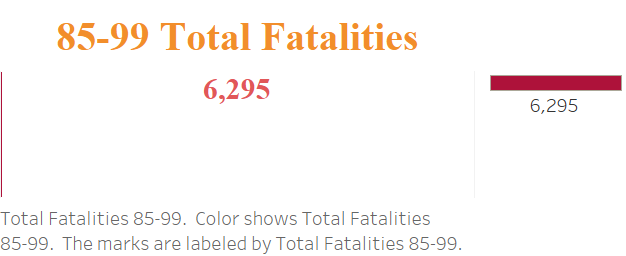 85-99 Total Fatalities
6,295
6,295
Total Fatalities 85-99.  Color shows Total Fatalities
85-99.  The marks are labeled by Total Fatalities 85-99.